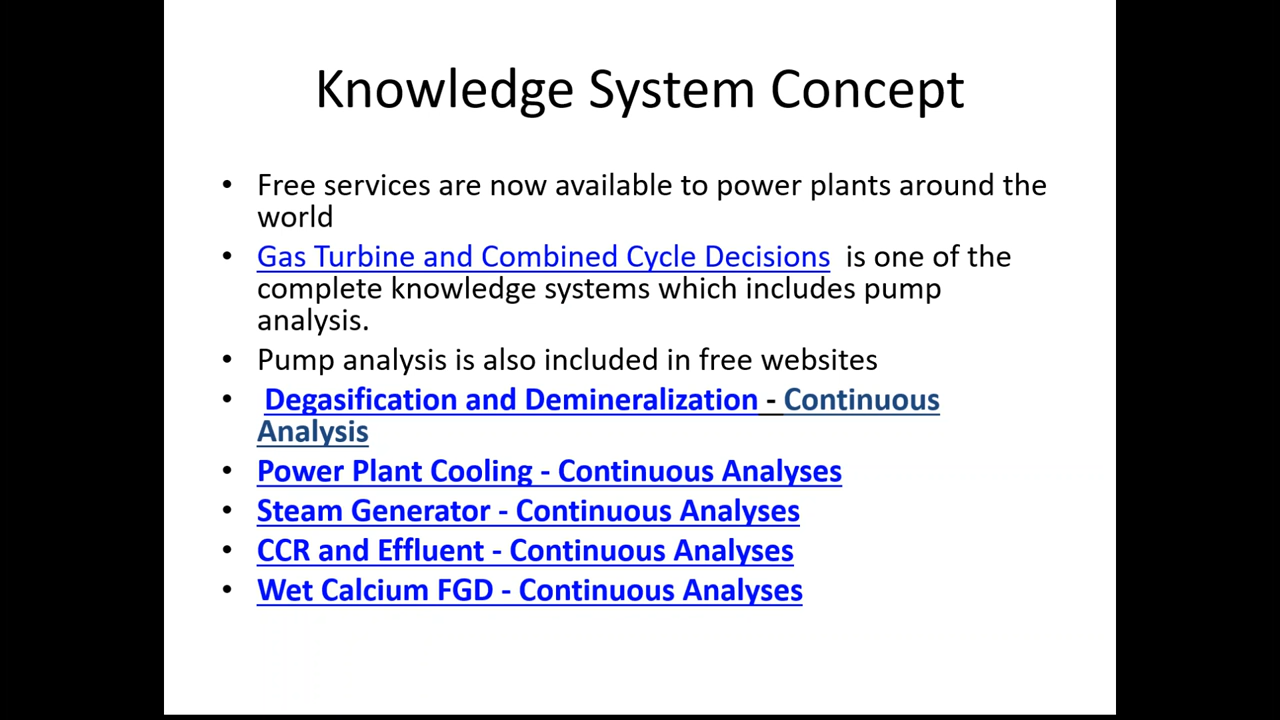 Knowledge System Concept
• Free services are now available to power plants around the
world
• Gas Turbine and Combined Cycle Decisions is one of the
complete knowledge systems which includes pump
analysis.
• Pump analysis is also included in free websites
• Degasification and Demineralization - Continuous
Analysis
• Power Plant Cooling - Continuous Analyses
• Steam Generator - Continuous Analyses
• CCR and Effluent - Continuous Analyses
• Wet Calcium FGD - Continuous Analyses